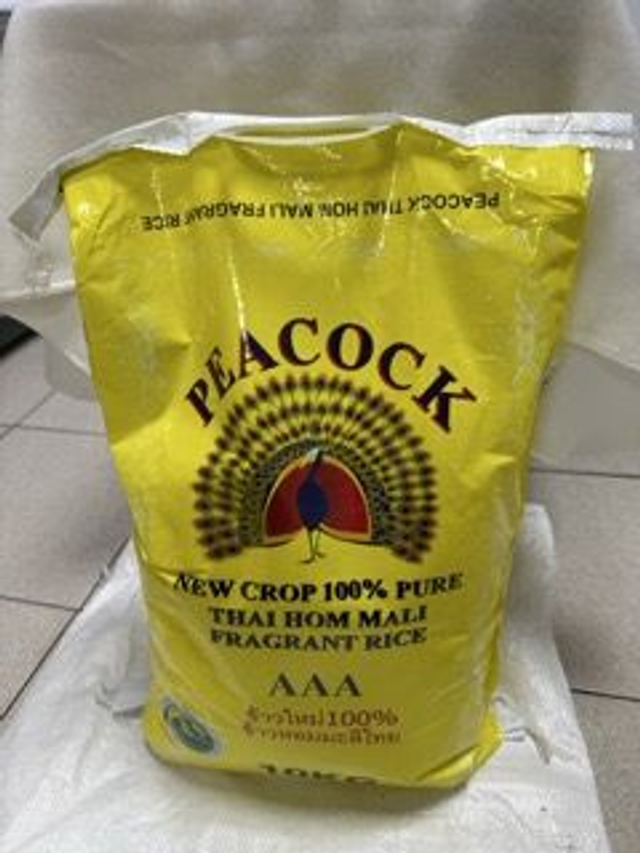 PEACOCK THAI HOM MALI FRAGRANT RICE
PEACOCK
NEW CROP 100% PURE
THAI HOM MALI
FRAGRANT RICE
AAA
ข้าวใหม่100%
ข้าวหอมมะลิไทย
10KG